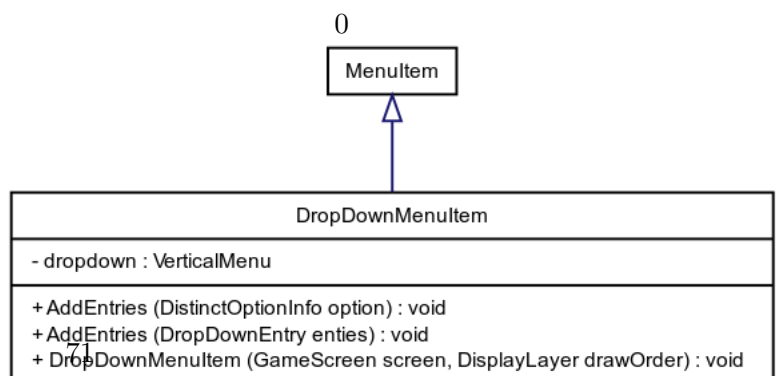 0
MenuItem
DropDownMenuItem
- dropdown : VerticalMenu
+ AddEntries (DistinctOptionInfo option) : void
+ AddEntries (DropDownEntry enties) : void
71
+ DropDownMenuItem (GameScreen screen, DisplayLayer drawOrder) : void